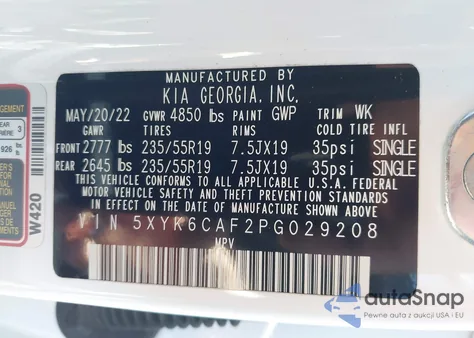 MANUFACTURED BY
KIA GEORGIA, INC.
MAY/20/22 GVWR 4850 lbs PAINT GWP TRIM WK
GAWR TIRES RIMS COLD TIRE INFL
FRONT 2777 lbs 235/55R19 7.5JX19 35psi SINGLE
REAR 2645 lbs 235/55R19 7.5JX19 35psi SINGLE
THIS VEHICLE CONFORMS TO ALL APPLICABLE U.S.A. FEDERAL
MOTOR VEHICLE SAFETY AND THEFT PREVENTION STANDARDS
IN EFFECT ON THE DATE OF MANUFACTURE SHOWN ABOVE.
VIN 5XYK6CAF2PG029208
MPV
W420
3
926 lbs
autoSnap
Pewne auta z aukcji USA i EU